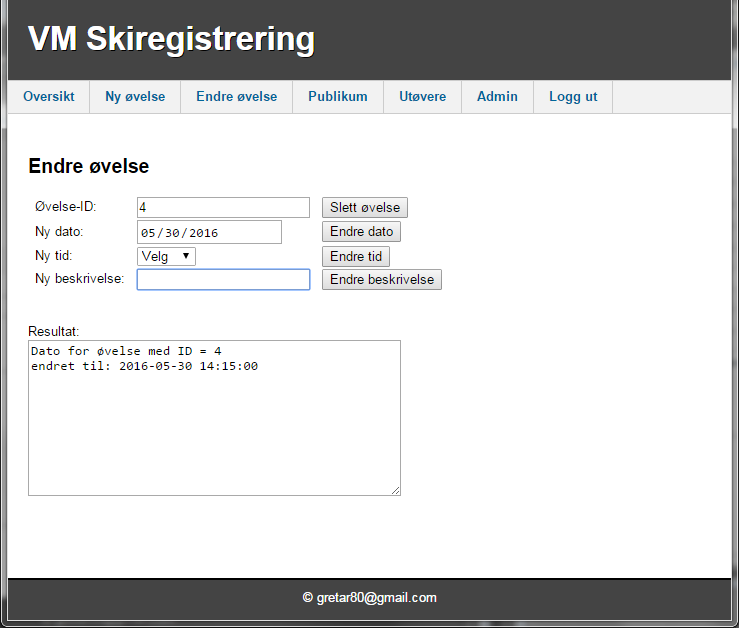 VM Skiregistrering
Oversikt Ny øvelse Endre øvelse Publikum Utøvere Admin Logg ut
Endre øvelse
Øvelse-ID: 4 Slett øvelse
Ny dato: 05/30/2016 Endre dato
Ny tid: Velg Endre tid
Ny beskrivelse: Endre beskrivelse
Resultat:
Dato for øvelse med ID = 4
endret til: 2016-05-30 14:15:00
© gretar80@gmail.com